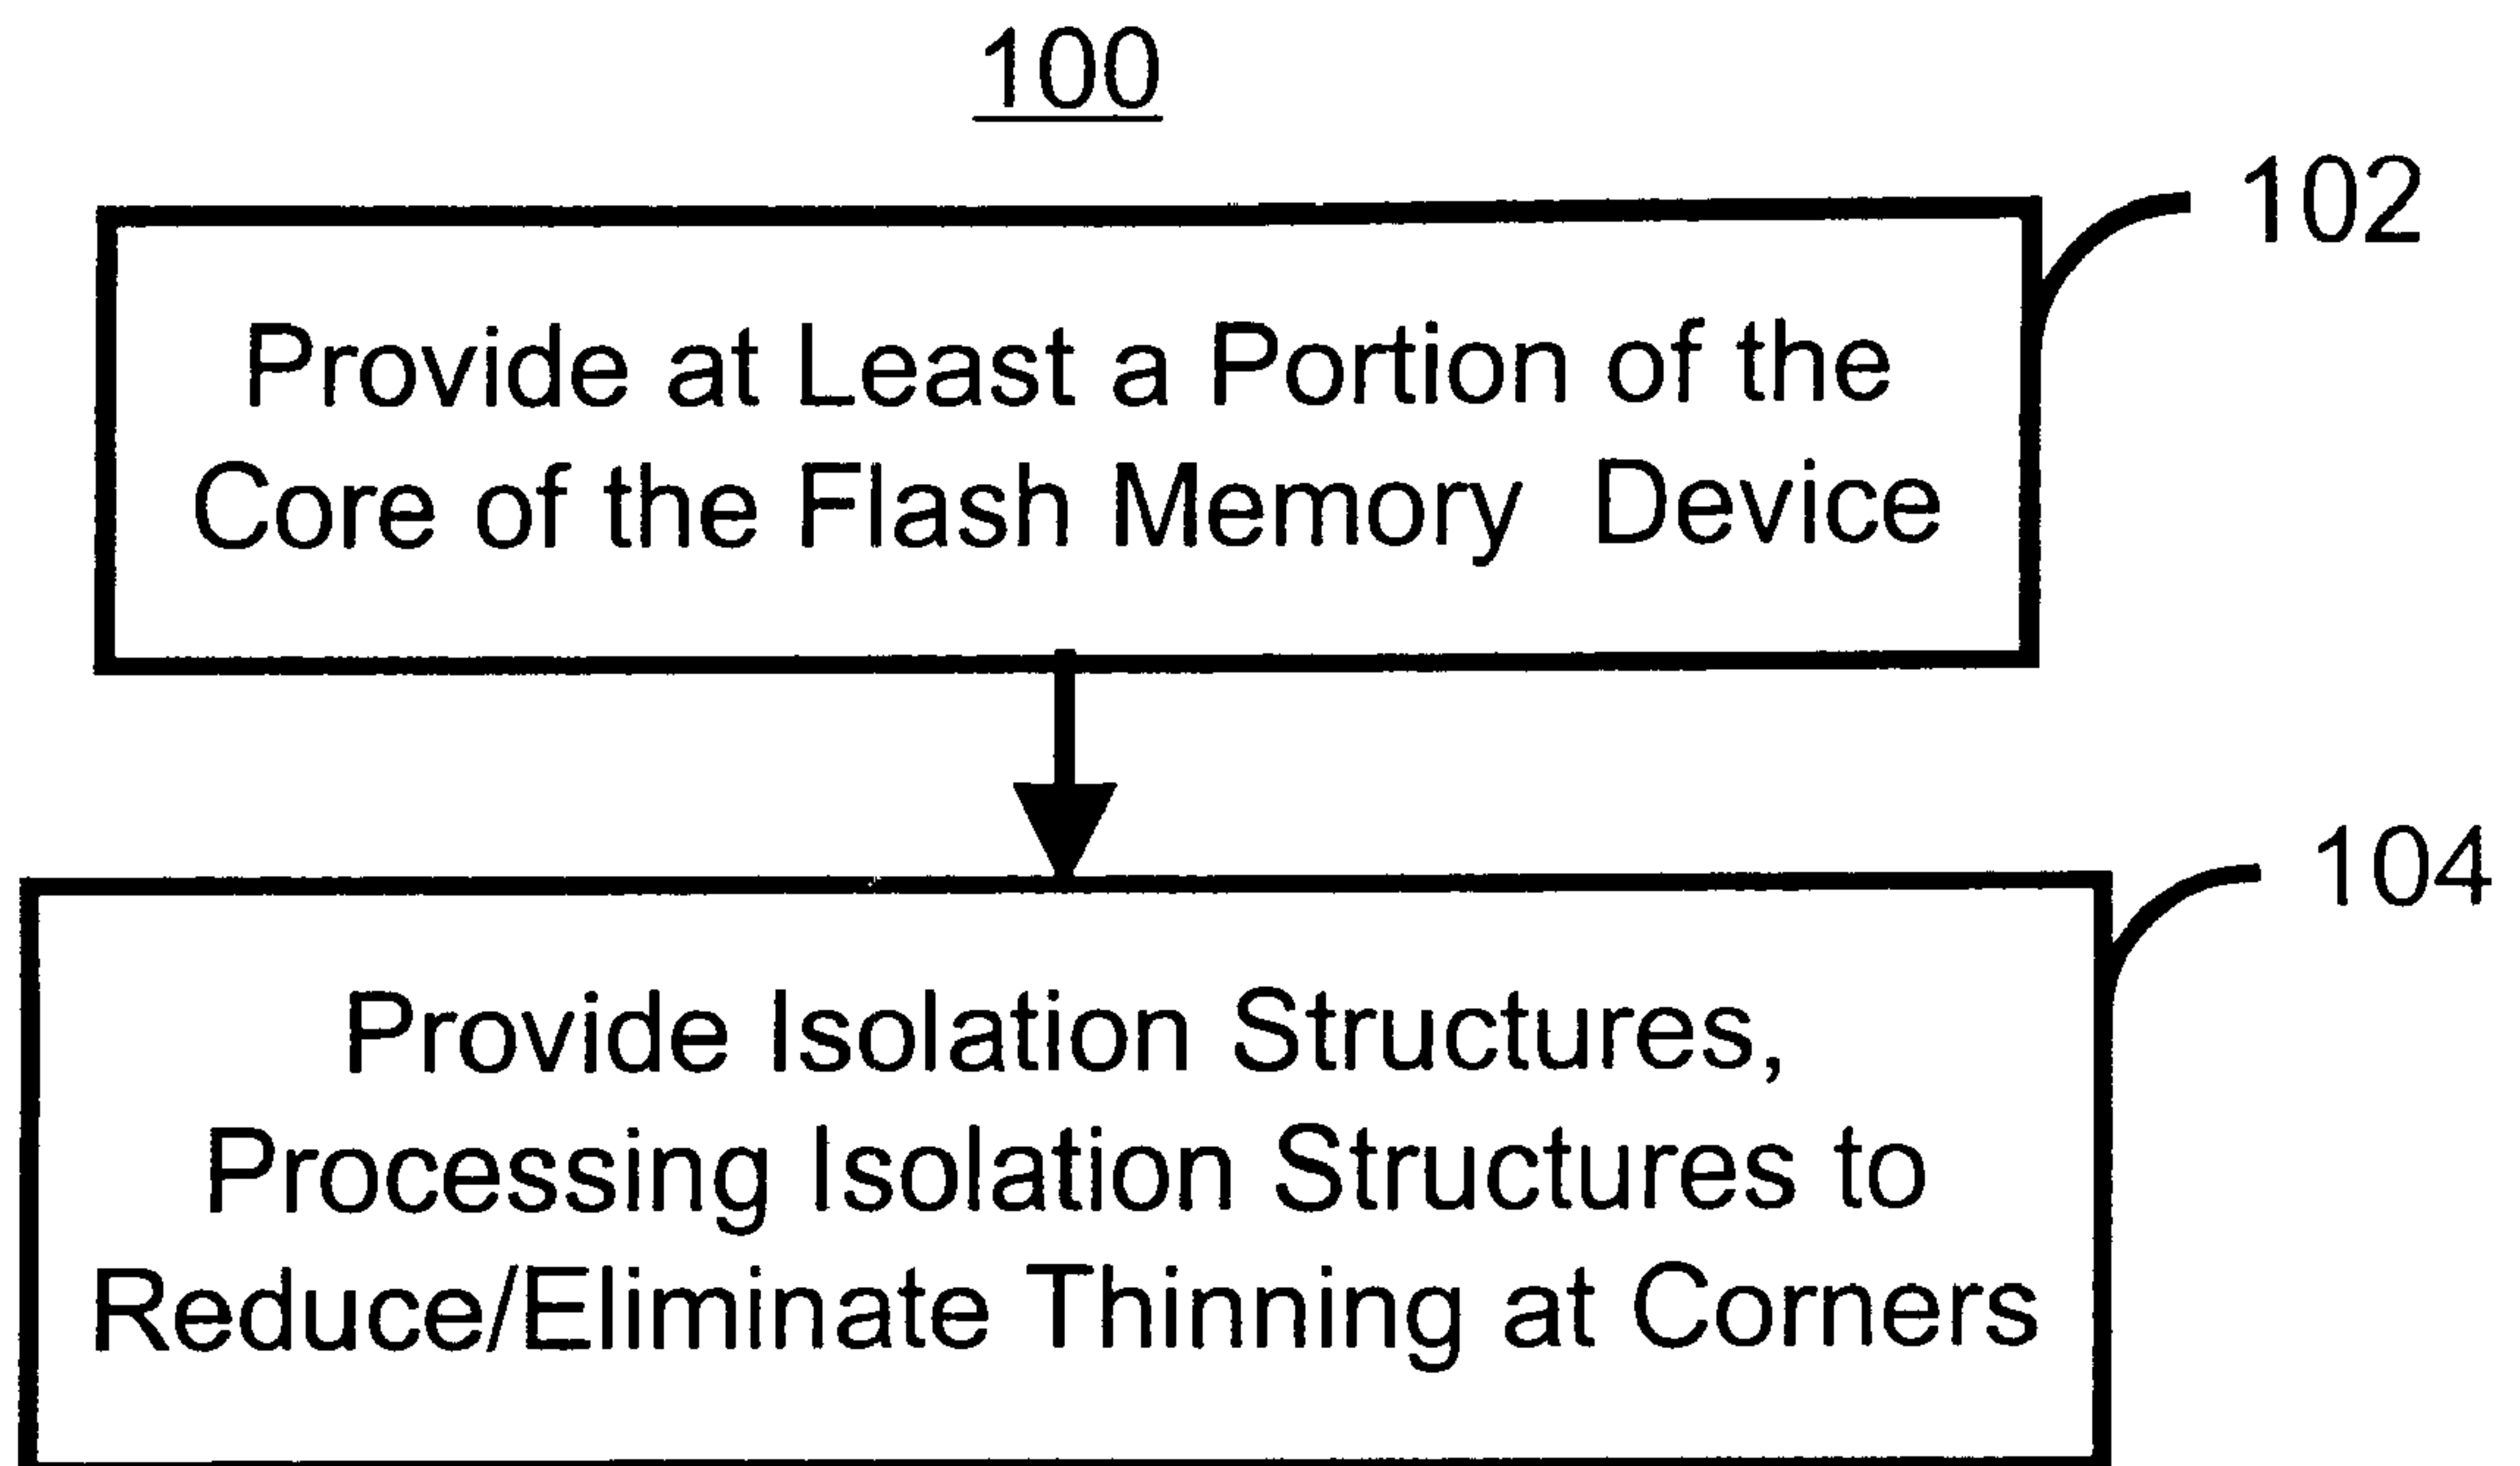 100
102
Provide at Least a Portion of the
Core of the Flash Memory Device
104
Provide Isolation Structures,
Processing Isolation Structures to
Reduce/Eliminate Thinning at Corners